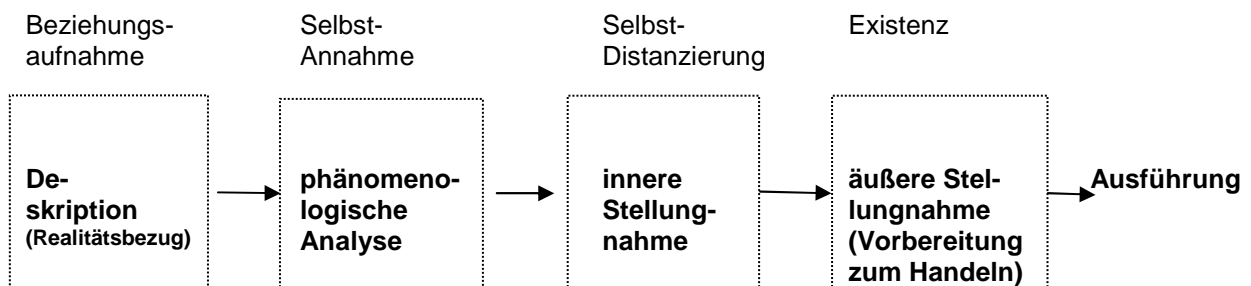 Beziehungs-
aufnahme
Selbst-
Annahme
Selbst-
Distanzierung
Existenz
De-
skription
(Realitätsbezug)
phänomeno-
logische
Analyse
innere
Stellung-
nahme
äußere Stel-
lungnahme
(Vorbereitung
zum Handeln)
Ausführung